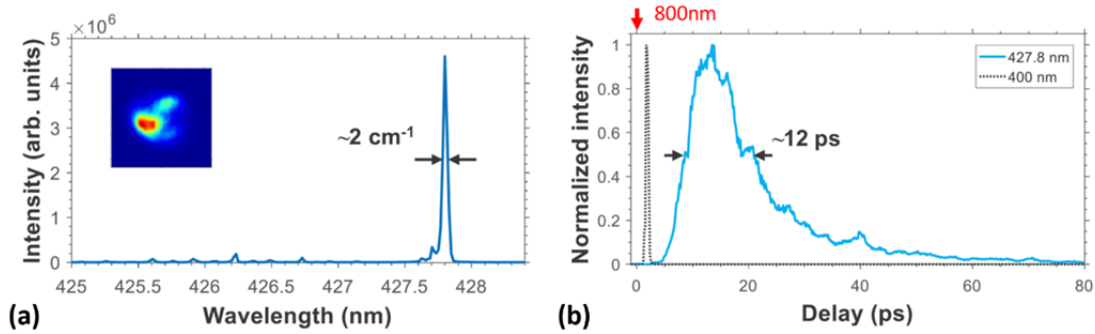 800nm
×10⁶
5
4
3
2
1
0
Intensity (arb. units)
~2 cm⁻¹
425
425.5
426
426.5
427
427.5
428
Wavelength (nm)
(a)
1
0.8
0.6
0.4
0.2
0
Normalized intensity
427.8 nm
400 nm
~12 ps
0
20
40
60
80
Delay (ps)
(b)